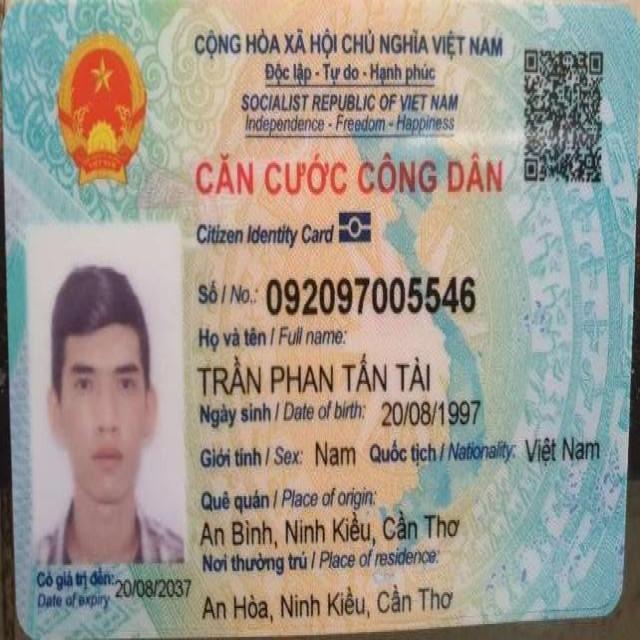 CỘNG HÒA XÃ HỘI CHỦ NGHĨA VIỆT NAM
Độc lập - Tự do - Hạnh phúc
SOCIALIST REPUBLIC OF VIET NAM
Independence - Freedom - Happiness
CĂN CƯỚC CÔNG DÂN
Citizen Identity Card
Số / No.: 092097005546
Họ và tên / Full name:
TRẦN PHAN TẤN TÀI
Ngày sinh / Date of birth: 20/08/1997
Giới tính / Sex: Nam Quốc tịch / Nationality: Việt Nam
Quê quán / Place of origin:
An Bình, Ninh Kiều, Cần Thơ
Nơi thường trú / Place of residence:
An Hòa, Ninh Kiều, Cần Thơ
Có giá trị đến: 20/08/2037
Date of expiry